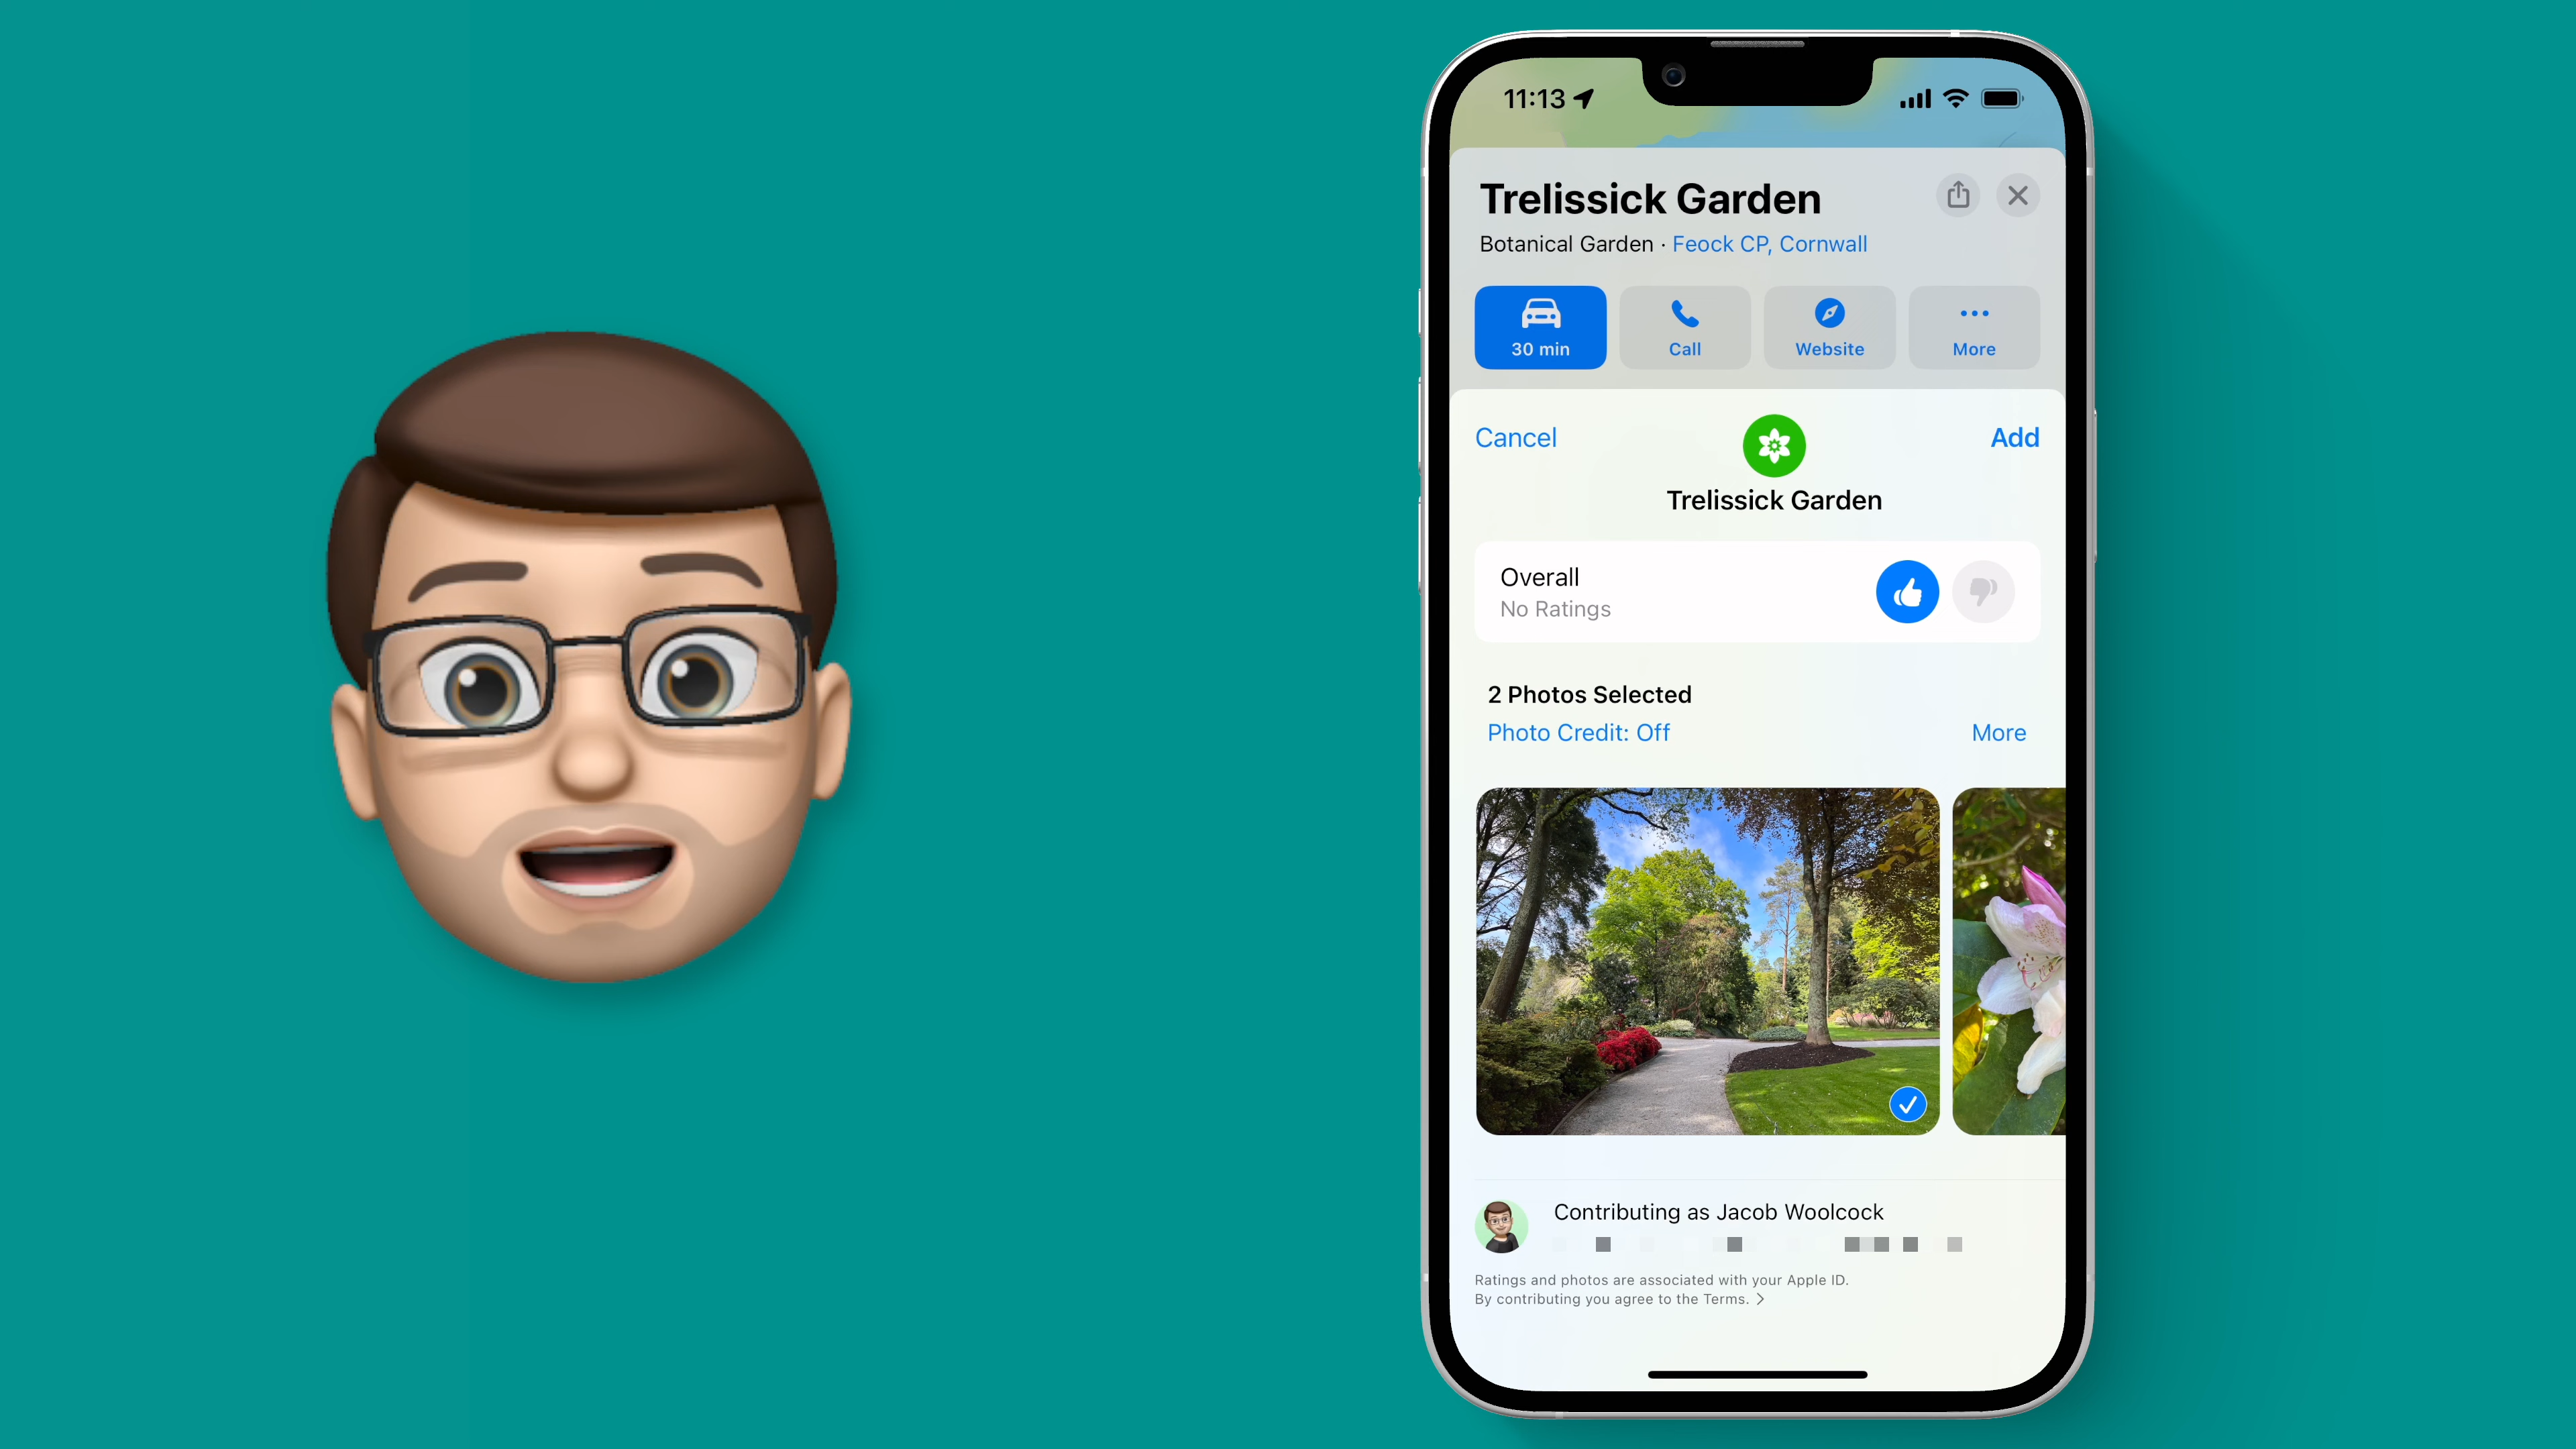 11:13
Trelissick Garden
Botanical Garden · Feock CP, Cornwall
30 min
Call
Website
More
Cancel
Add
Trelissick Garden
Overall
No Ratings
2 Photos Selected
Photo Credit: Off
More
Contributing as Jacob Woolcock
Ratings and photos are associated with your Apple ID.
By contributing you agree to the Terms. >